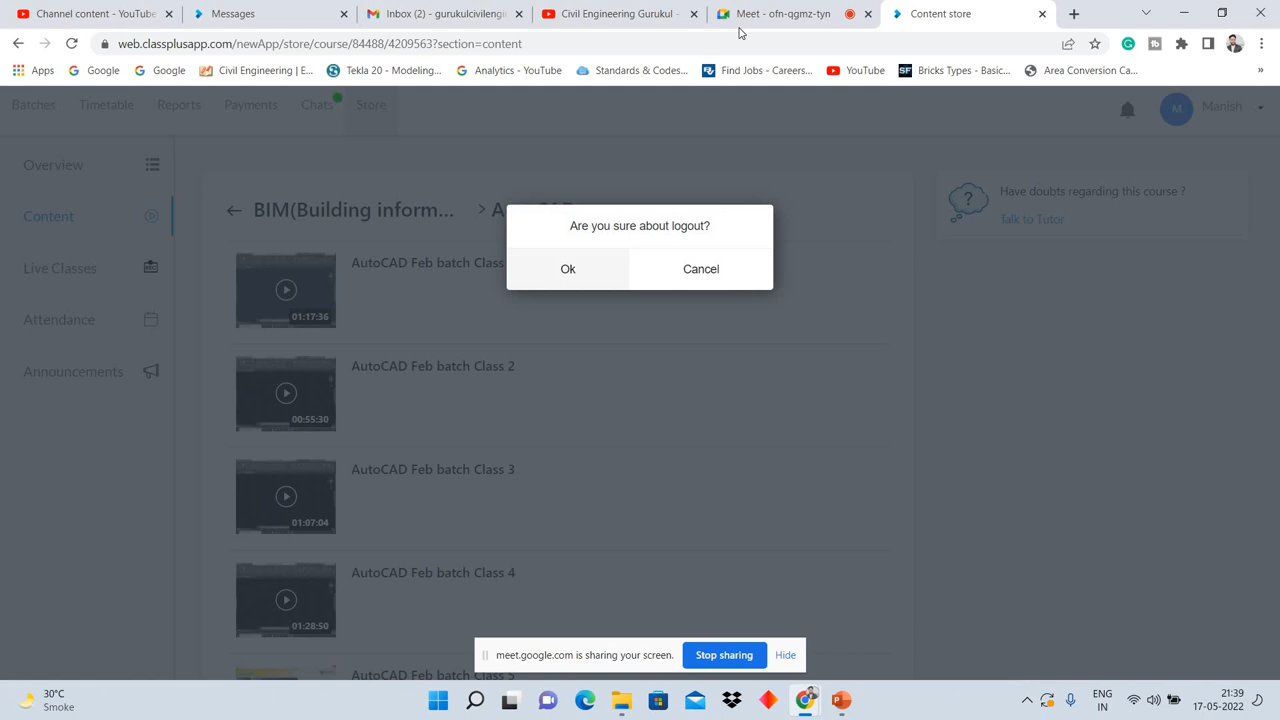 Channel content - YouTube
Messages
Inbox (2) - gurukulcivilengi
Civil Engineering Gurukul -
Meet - ofn-qgmz-tyn
Content store
web.classplusapp.com/newApp/store/course/84488/4209563?section=content
Apps
Google
Google
Civil Engineering | E...
Tekla 20 - Modeling...
Analytics - YouTube
Standards & Codes...
Find Jobs - Careers...
YouTube
Bricks Types - Basic...
Area Conversion Ca...
»
Batches
Timetable
Reports
Payments
Chats
Store
M
Manish
Overview
Content
Live Classes
Attendance
Announcements
BIM(Building inform...
Have doubts regarding this course ?
Talk to Tutor
Are you sure about logout?
Ok
Cancel
AutoCAD Feb batch Class
01:17:36
AutoCAD Feb batch Class 2
00:55:30
AutoCAD Feb batch Class 3
01:07:04
AutoCAD Feb batch Class 4
01:28:50
AutoCAD Feb batch Class 5
meet.google.com is sharing your screen.
Stop sharing
Hide
30°C
Smoke
ENG
IN
21:39
17-05-2022